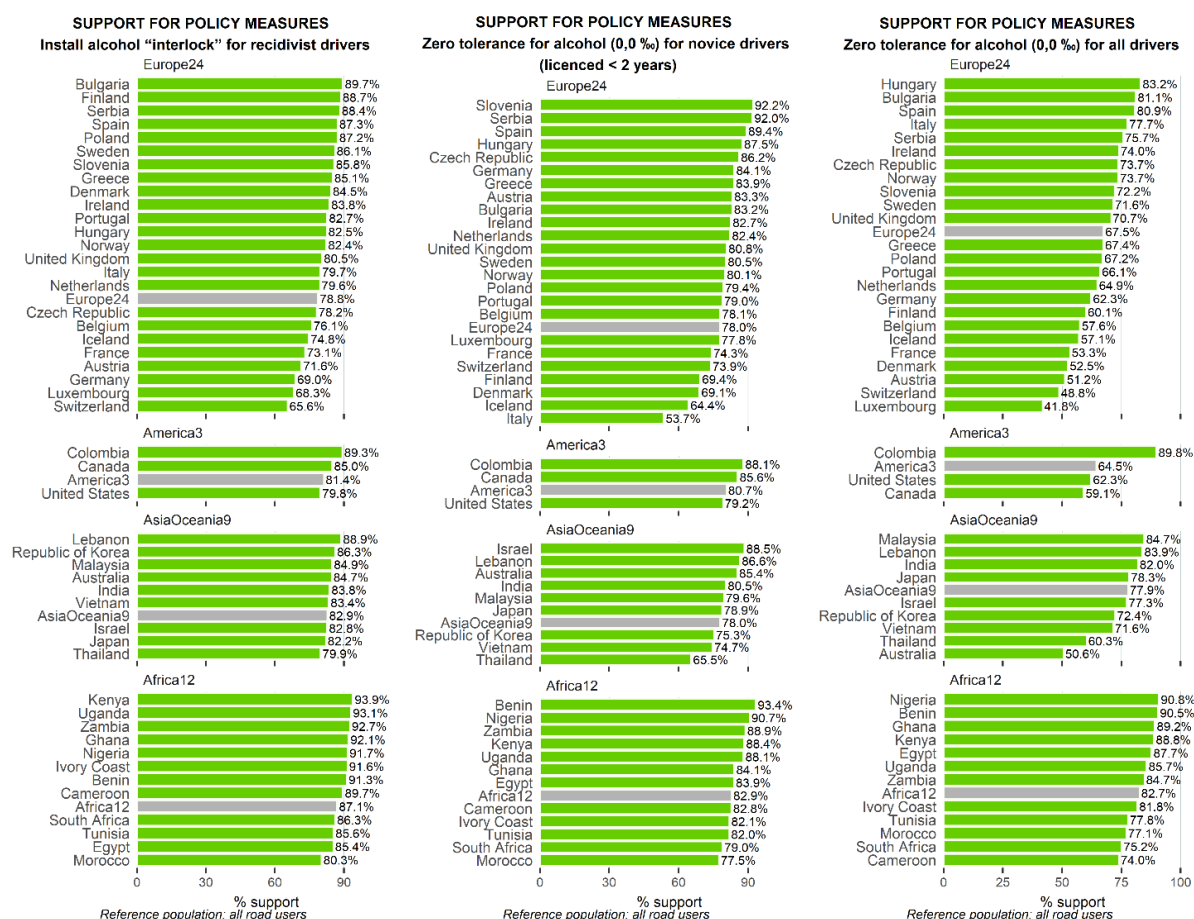 SUPPORT FOR POLICY MEASURES
Install alcohol “interlock” for recidivist drivers
Europe24
Bulgaria 89.7%
Finland 88.7%
Serbia 88.4%
Spain 87.3%
Poland 87.2%
Sweden 86.1%
Slovenia 85.8%
Greece 85.1%
Denmark 84.5%
Ireland 83.8%
Portugal 82.7%
Hungary 82.5%
Norway 82.4%
United Kingdom 80.5%
Italy 79.7%
Netherlands 79.6%
Europe24 78.8%
Czech Republic 78.2%
Belgium 76.1%
Iceland 74.8%
France 73.1%
Austria 71.6%
Germany 69.0%
Luxembourg 68.3%
Switzerland 65.6%
America3
Colombia 89.3%
Canada 85.0%
America3 81.4%
United States 79.8%
AsiaOceania9
Lebanon 88.9%
Republic of Korea 86.3%
Malaysia 84.9%
Australia 84.7%
India 83.8%
Vietnam 83.4%
AsiaOceania9 82.9%
Israel 82.8%
Japan 82.2%
Thailand 79.9%
Africa12
Kenya 93.9%
Uganda 93.1%
Zambia 92.7%
Ghana 92.1%
Nigeria 91.7%
Ivory Coast 91.6%
Benin 91.3%
Cameroon 89.7%
Africa12 87.1%
South Africa 86.3%
Tunisia 85.6%
Egypt 85.4%
Morocco 80.3%
0 30 60 90
% support
Reference population: all road users
SUPPORT FOR POLICY MEASURES
Zero tolerance for alcohol (0,0 ‰) for novice drivers
(licenced < 2 years)
Europe24
Slovenia 92.2%
Serbia 92.0%
Spain 89.4%
Hungary 87.5%
Czech Republic 86.2%
Germany 84.1%
Greece 83.9%
Austria 83.3%
Bulgaria 83.2%
Ireland 82.7%
Netherlands 82.4%
United Kingdom 80.8%
Sweden 80.5%
Norway 80.1%
Poland 79.4%
Portugal 79.0%
Belgium 78.1%
Europe24 78.0%
Luxembourg 77.8%
France 74.3%
Switzerland 73.9%
Finland 69.4%
Denmark 69.1%
Iceland 64.4%
Italy 53.7%
America3
Colombia 88.1%
Canada 85.6%
America3 80.7%
United States 79.2%
AsiaOceania9
Israel 88.5%
Lebanon 86.6%
Australia 85.4%
India 80.5%
Malaysia 79.6%
Japan 78.9%
AsiaOceania9 78.0%
Republic of Korea 75.3%
Vietnam 74.7%
Thailand 65.5%
Africa12
Benin 93.4%
Nigeria 90.7%
Zambia 88.9%
Kenya 88.4%
Uganda 88.1%
Ghana 84.1%
Egypt 83.9%
Africa12 82.9%
Cameroon 82.8%
Ivory Coast 82.1%
Tunisia 82.0%
South Africa 79.0%
Morocco 77.5%
0 30 60 90
% support
Reference population: all road users
SUPPORT FOR POLICY MEASURES
Zero tolerance for alcohol (0,0 ‰) for all drivers
Europe24
Hungary 83.2%
Bulgaria 81.1%
Spain 80.9%
Italy 77.7%
Serbia 75.7%
Ireland 74.0%
Czech Republic 73.7%
Norway 73.7%
Slovenia 72.2%
Sweden 71.6%
United Kingdom 70.7%
Europe24 67.5%
Greece 67.4%
Poland 67.2%
Portugal 66.1%
Netherlands 64.9%
Germany 62.3%
Finland 60.1%
Belgium 57.6%
Iceland 57.1%
France 53.3%
Denmark 52.5%
Austria 51.2%
Switzerland 48.8%
Luxembourg 41.8%
America3
Colombia 89.8%
America3 64.5%
United States 62.3%
Canada 59.1%
AsiaOceania9
Malaysia 84.7%
Lebanon 83.9%
India 82.0%
Japan 78.3%
AsiaOceania9 77.9%
Israel 77.3%
Republic of Korea 72.4%
Vietnam 71.6%
Thailand 60.3%
Australia 50.6%
Africa12
Nigeria 90.8%
Benin 90.5%
Ghana 89.2%
Kenya 88.8%
Egypt 87.7%
Uganda 85.7%
Zambia 84.7%
Africa12 82.7%
Ivory Coast 81.8%
Tunisia 77.8%
Morocco 77.1%
South Africa 75.2%
Cameroon 74.0%
0 25 50 75 100
% support
Reference population: all road users